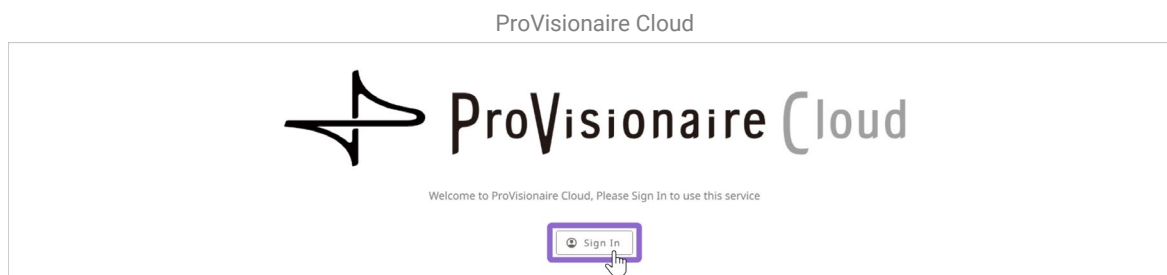 ProVisionaire Cloud
ProVisionaire Cloud
Welcome to ProVisionaire Cloud, Please Sign In to use this service
Sign In